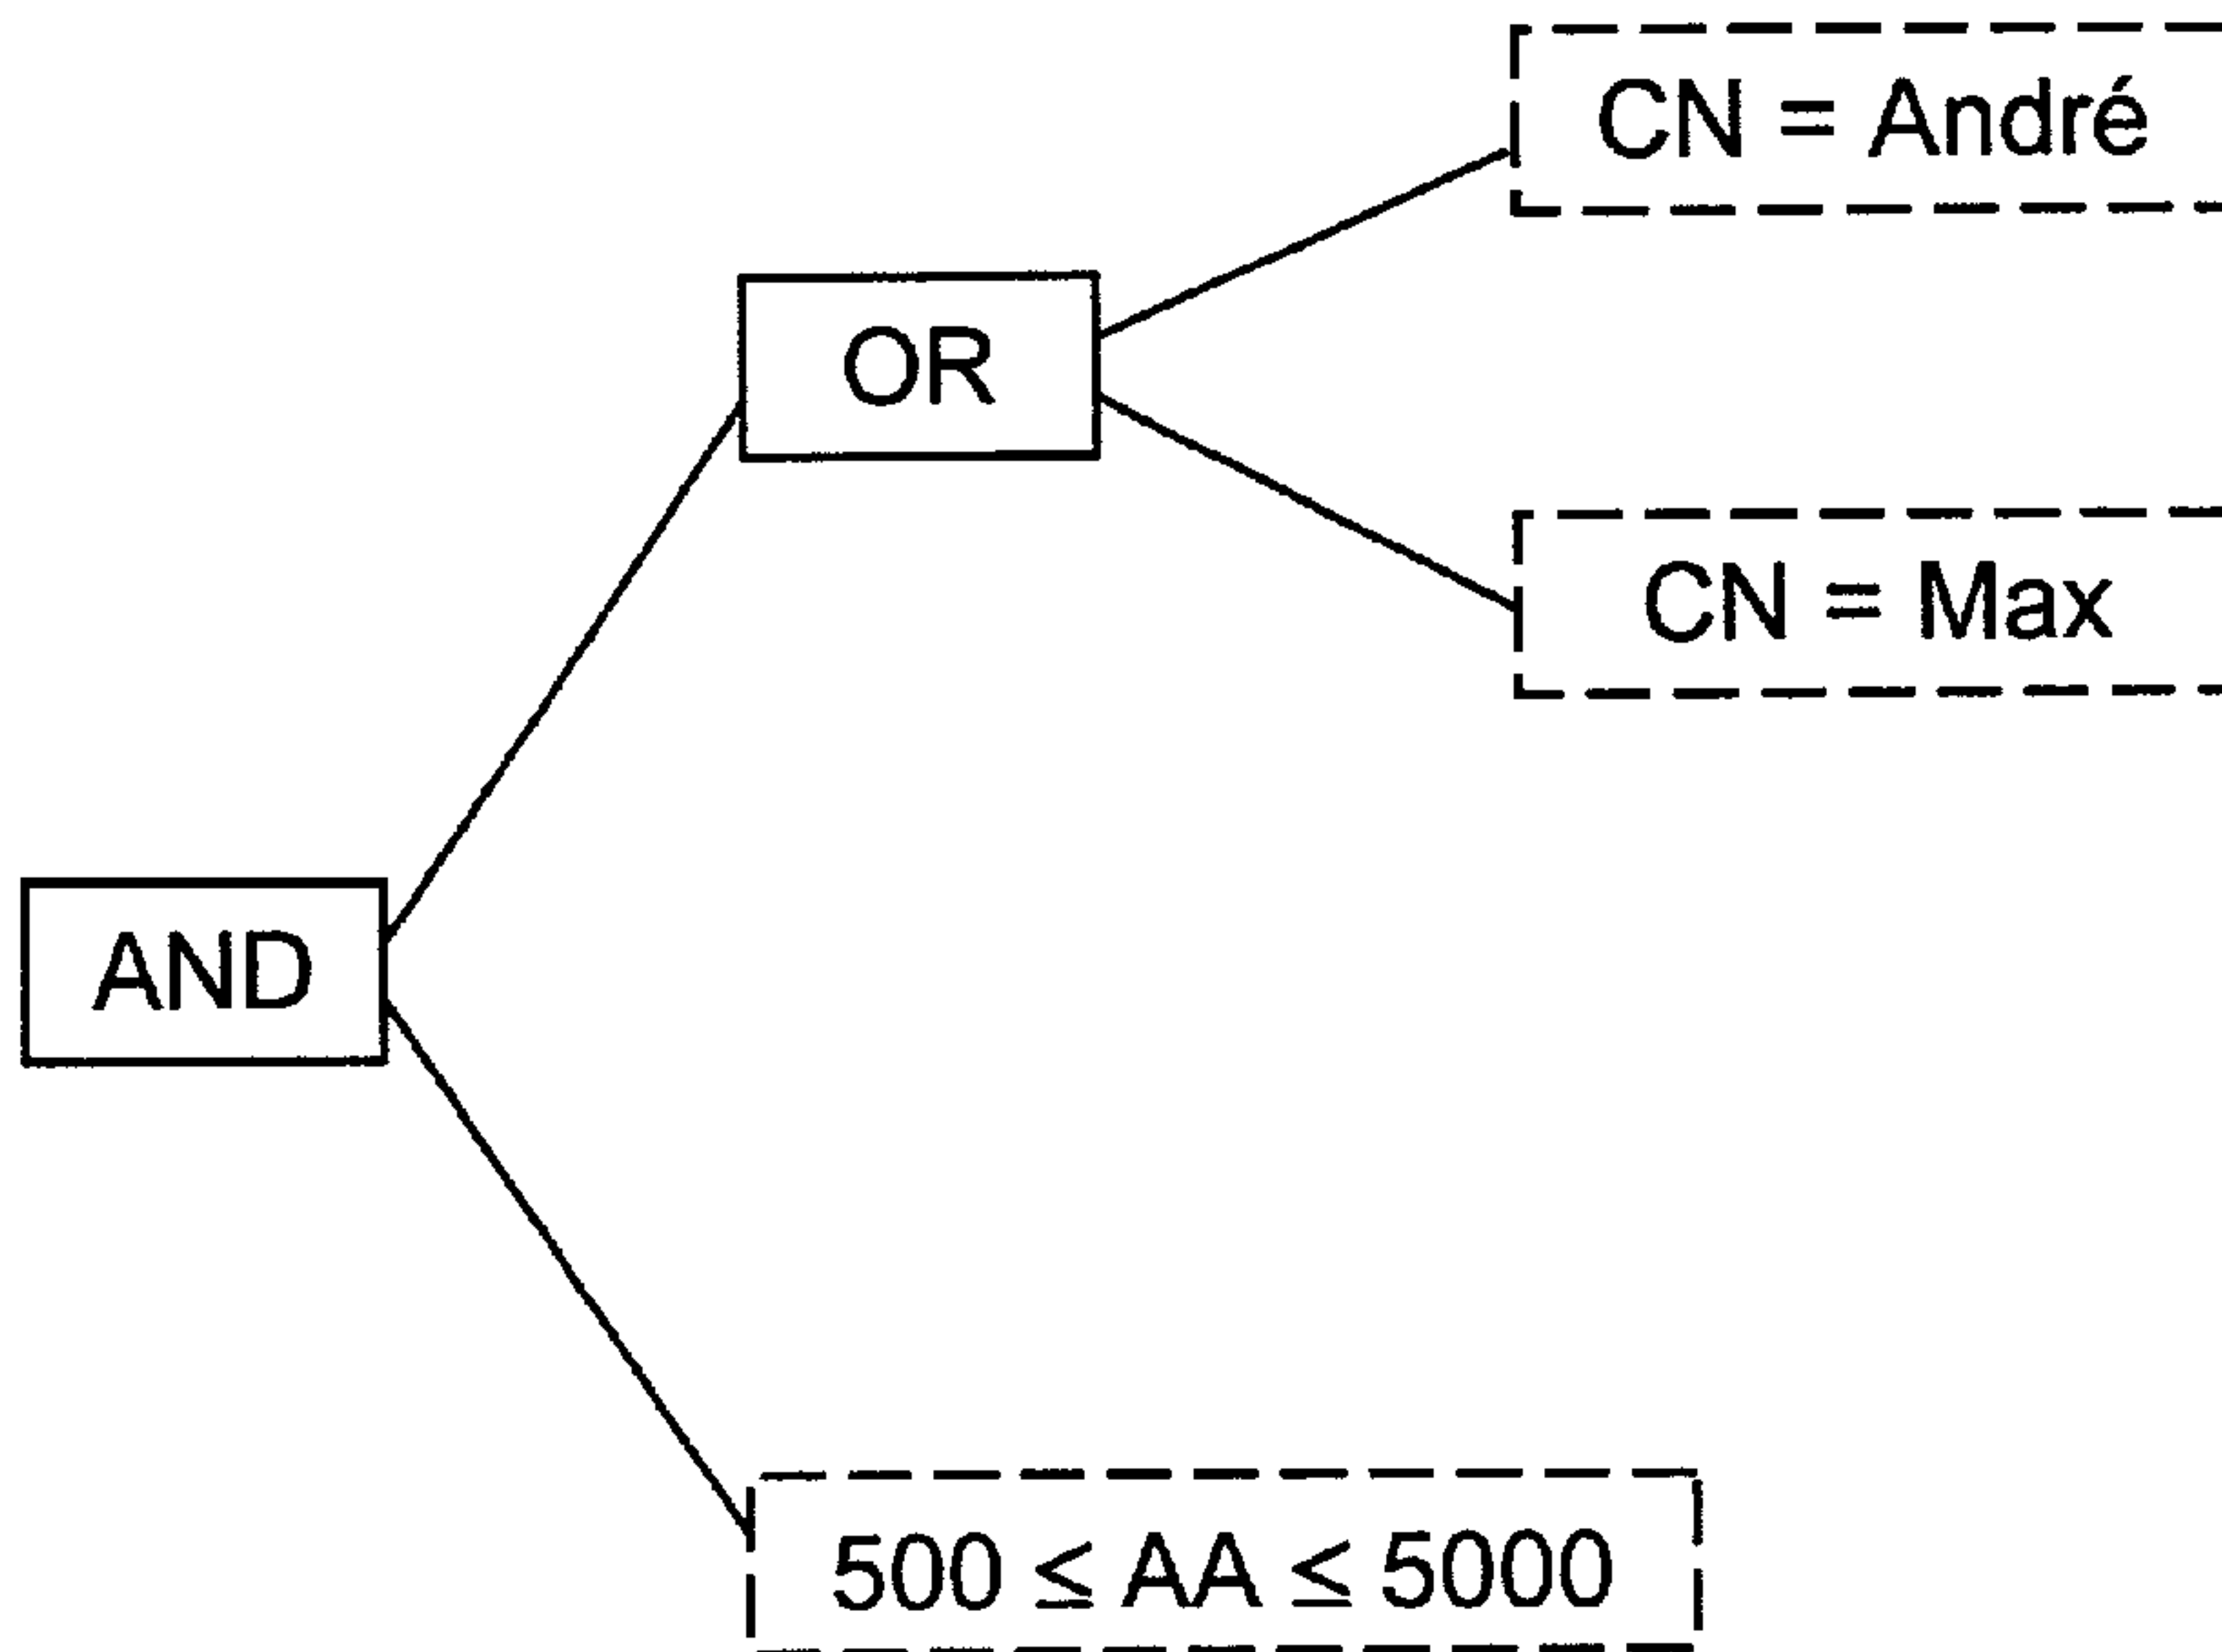 CN = André
OR
CN = Max
AND
500 ≤ AA ≤ 5000